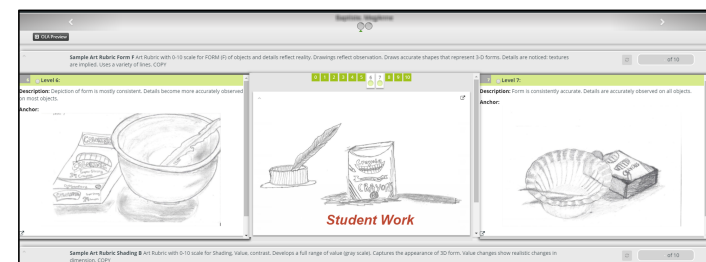 OLA Preview
Sample Art Rubric Form F Art Rubric with 0-10 scale for FORM (F) of objects and details reflect reality. Drawings reflect observation. Draws accurate shapes that represent 3-D forms. Details are noticed: textures
are implied. Uses a variety of lines. COPY
of 10
Level 6:
Description: Depiction of form is mostly consistent. Details become more accurately observed
on most objects.
Anchor:
0 1 2 3 4 5 6 7 8 9 10
CRAYOLA
Student Work
Level 7:
Description: Form is consistently accurate. Details are accurately observed on all objects.
Anchor:
Sample Art Rubric Shading B Art Rubric with 0-10 scale for Shading. Value, contrast. Develops a full range of value (gray scale). Captures the appearance of 3D form. Value changes show realistic changes in
dimension. COPY
of 10